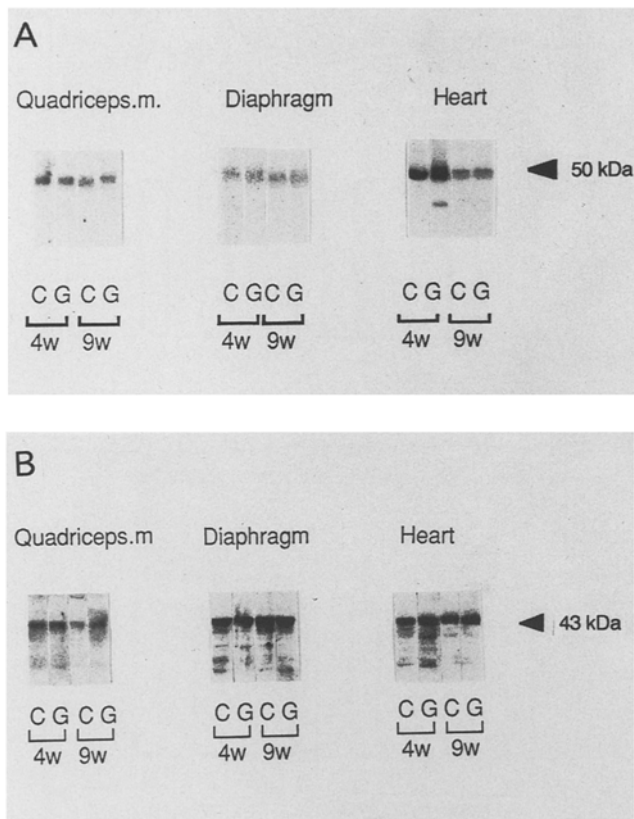 A
Quadriceps.m. Diaphragm Heart
50 kDa
C G C G C G C G C G C G
4w 9w 4w 9w 4w 9w
B
Quadriceps.m Diaphragm Heart
43 kDa
C G C G C G C G C G C G
4w 9w 4w 9w 4w 9w